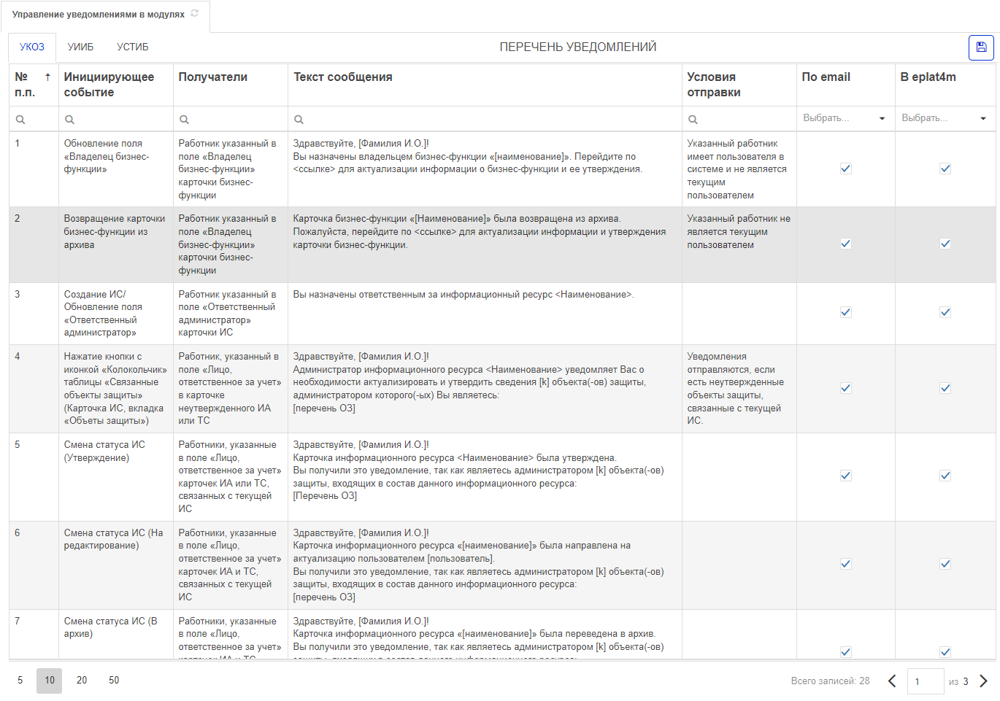 Управление уведомлениями в модулях
УКОЗ УИИБ УСТИБ ПЕРЕЧЕНЬ УВЕДОМЛЕНИЙ
№ п.п. ↑
Инициирующее
событие
Получатели
Текст сообщения
Условия
отправки
По email
В eplat4m
Выбрать...
Выбрать...
1
Обновление поля
«Владелец бизнес-
функции»
Работник указанный в
поле «Владелец
бизнес-функции»
карточки бизнес-
функции
Здравствуйте, [Фамилия И.О.]!
Вы назначены владельцем бизнес-функции «[наименование]». Перейдите по
<ссылке> для актуализации информации о бизнес-функции и ее утверждения.
Указанный работник
имеет пользователя в
системе и не является
текущим
пользователем
2
Возвращение карточки
бизнес-функции из
архива
Работник указанный в
поле «Владелец
бизнес-функции»
карточки бизнес-
функции
Карточка бизнес-функции «[Наименование]» была возвращена из архива.
Пожалуйста, перейдите по <ссылке> для актуализации информации и утверждения
карточки бизнес-функции.
Указанный работник не
является текущим
пользователем
3
Создание ИС/
Обновление поля
«Ответственный
администратор»
Работник указанный в
поле «Ответственный
администратор»
карточки ИС
Вы назначены ответственным за информационный ресурс <Наименование>.
4
Нажатие кнопки с
иконкой «Колокольчик»
таблицы «Связанные
объекты защиты»
(Карточка ИС, вкладка
«Объеты защиты»)
Работник, указанный в
поле «Лицо,
ответственное за учет»
в карточке
неутвержденного ИА
или ТС
Здравствуйте, [Фамилия И.О.]!
Администратор информационного ресурса <Наименование> уведомляет Вас о
необходимости актуализировать и утвердить сведения [k] объекта(-ов) защиты,
администратором которого(-ых) Вы являетесь:
[перечень ОЗ]
Уведомления
отправляются, если
есть неутвержденные
объекты защиты,
связанные с текущей
ИС.
5
Смена статуса ИС
(Утверждение)
Работники, указанные
в поле «Лицо,
ответственное за учет»
карточек ИА или ТС,
связанных с текущей
ИС
Здравствуйте, [Фамилия И.О.]!
Карточка информационного ресурса <Наименование> была утверждена.
Вы получили это уведомление, так как являетесь администратором [k] объекта(-ов)
защиты, входящих в состав данного информационного ресурса:
[Перечень ОЗ]
6
Смена статуса ИС (На
редактирование)
Работники, указанные
в поле «Лицо,
ответственное за учет»
карточек ИА и ТС,
связанных с текущей
ИС
Здравствуйте, [Фамилия И.О.]!
Карточка информационного ресурса «[наименование]» была направлена на
актуализацию пользователем [пользователь].
Вы получили это уведомление, так как являетесь администратором [k] объекта(-ов)
защиты, входящих в состав данного информационного ресурса:
[перечень ОЗ]
7
Смена статуса ИС (В
архив)
Работники, указанные
в поле «Лицо,
ответственное за учет»
карточек ИА и ТС,
Здравствуйте, [Фамилия И.О.]!
Карточка информационного ресурса «[наименование]» была переведена в архив.
Вы получили это уведомление, так как являетесь администратором [k] объекта(-ов)
защиты, входящих в состав данного информационного ресурса:
5 10 20 50 Всего записей: 28 1 из 3